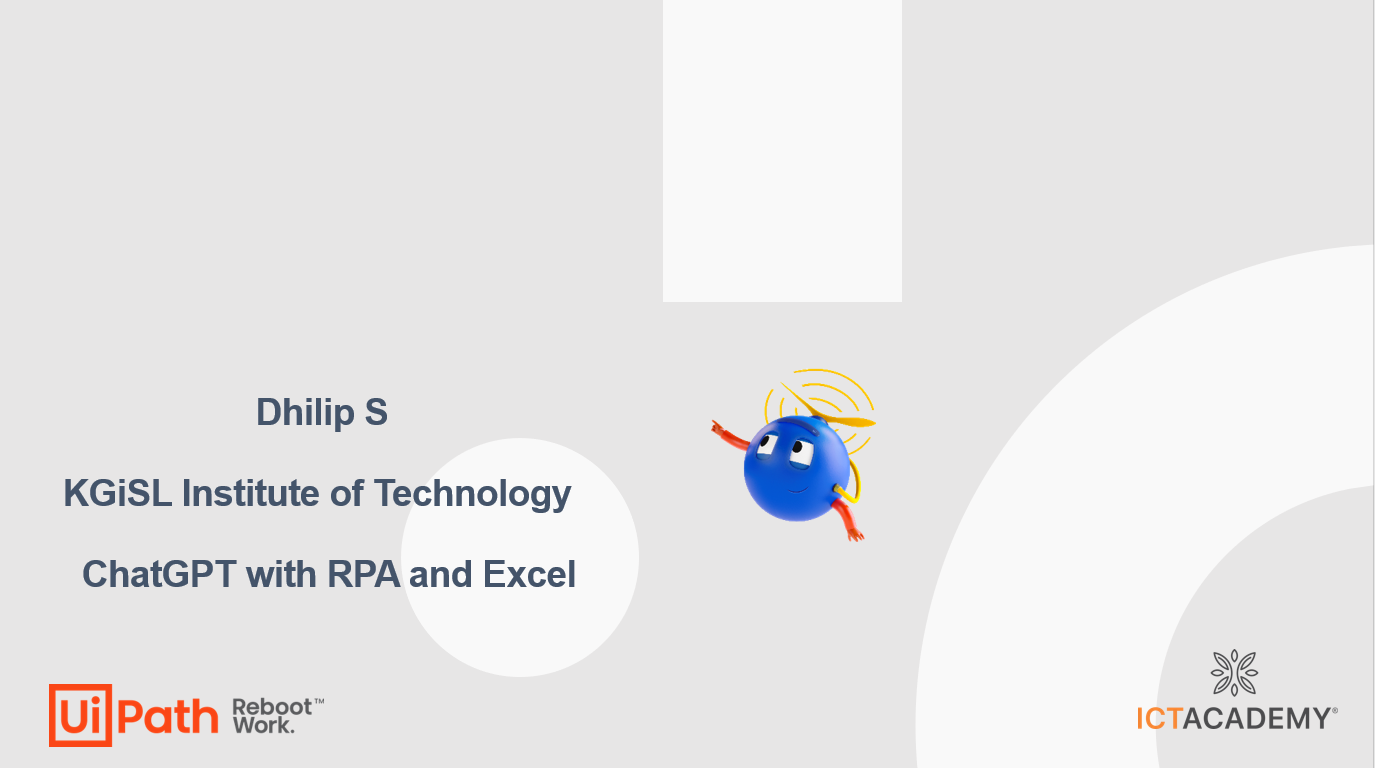 Dhilip S
KGiSL Institute of Technology
ChatGPT with RPA and Excel
UiPath Reboot™
Work.
ICTACADEMY®